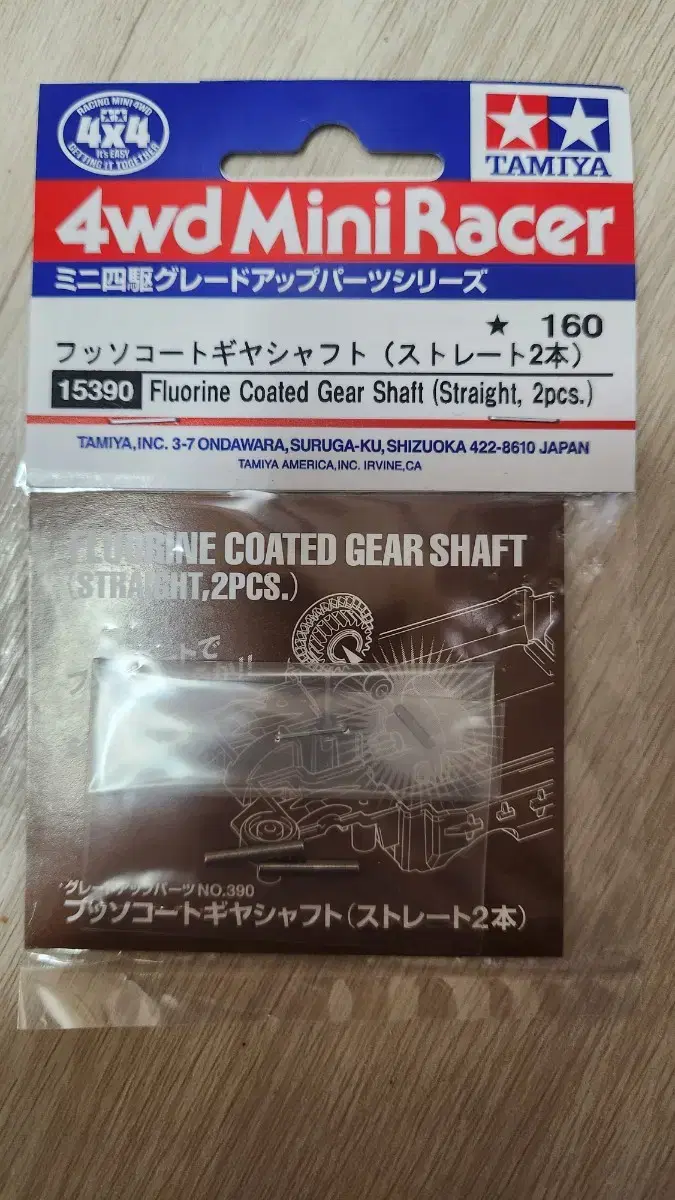 RACING MINI 4WD
4x4
IT'S EASY
GETTING IT TOGETHER
TAMIYA
4wd Mini Racer
ミニ四駆グレードアップパーツシリーズ
★ 160
フッソコートギヤシャフト（ストレート2本）
15390 Fluorine Coated Gear Shaft (Straight, 2pcs.)
TAMIYA,INC. 3-7 ONDAWARA,SURUGA-KU,SHIZUOKA 422-8610 JAPAN
TAMIYA AMERICA,INC. IRVINE,CA
FLUORINE COATED GEAR SHAFT
(STRAIGHT,2PCS.)
グレードアップパーツNO.390
フッソコートギヤシャフト(ストレート2本)